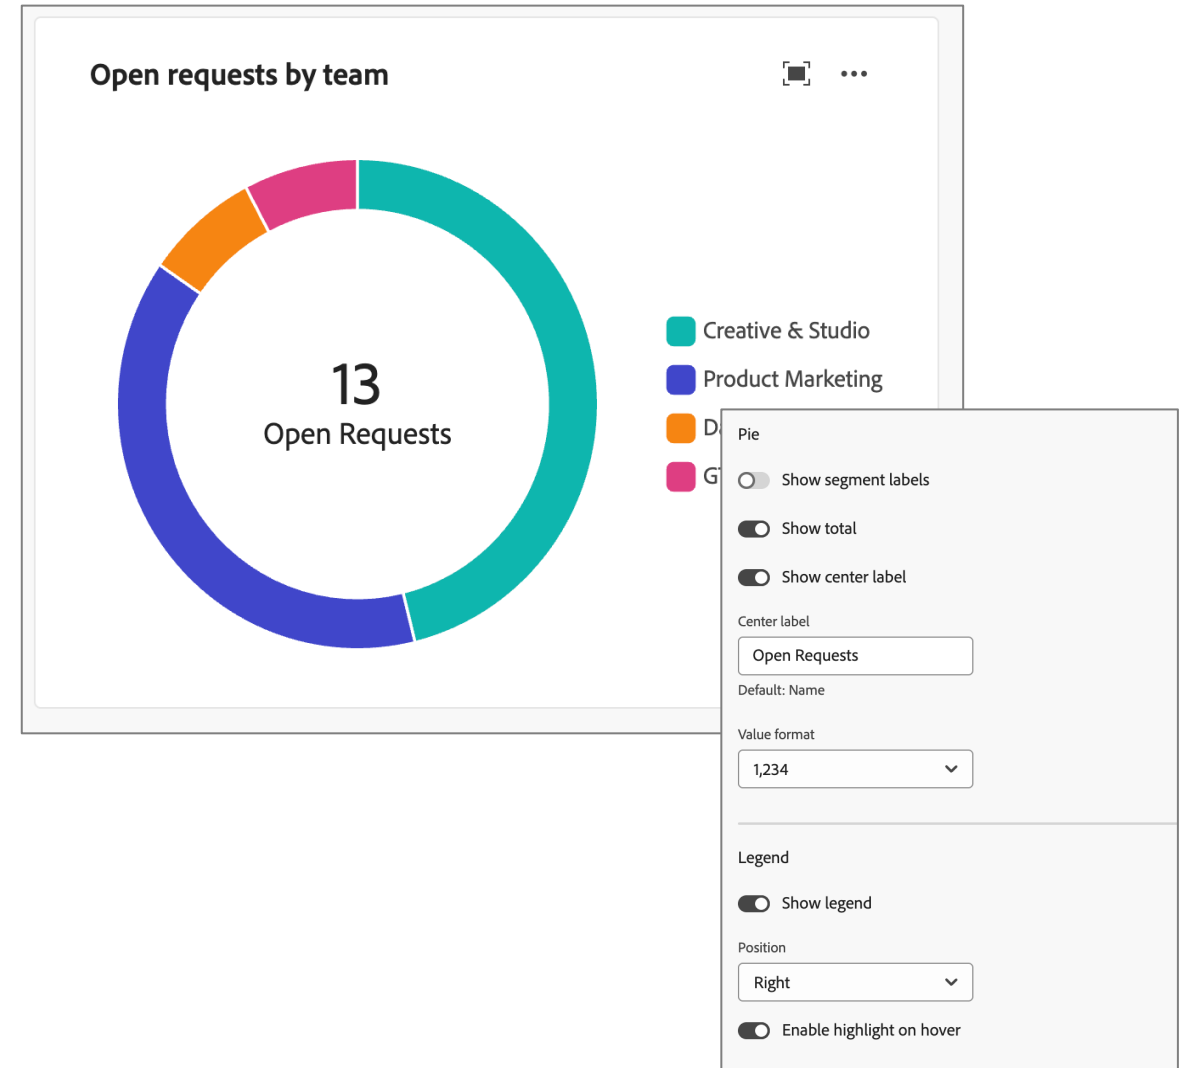 Open requests by team
13
Open Requests
Creative & Studio
Product Marketing
Pie
Show segment labels
Show total
Show center label
Center label
Open Requests
Default: Name
Value format
1,234
Legend
Show legend
Position
Right
Enable highlight on hover